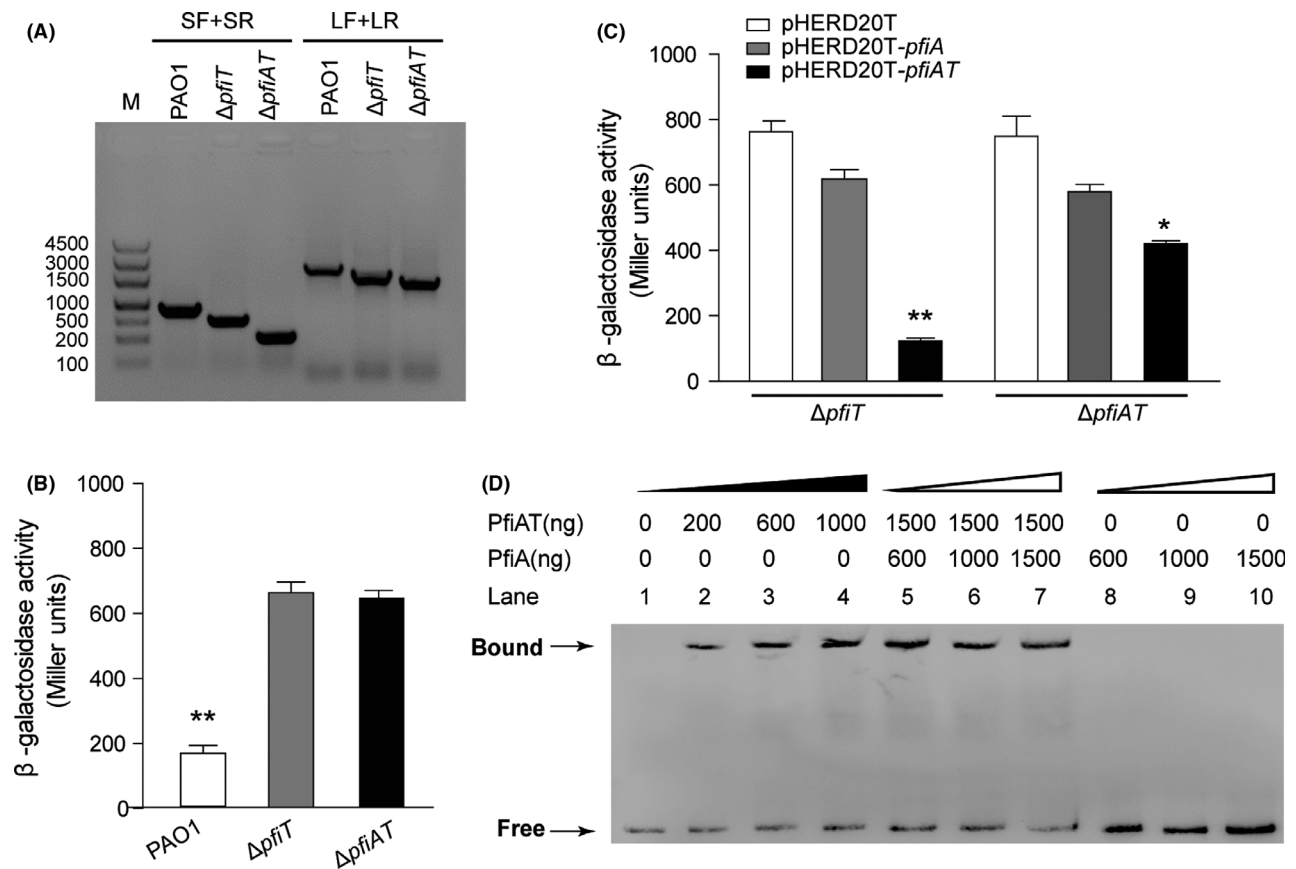 (A)
SF+SR LF+LR
M PAO1 ΔpfiT ΔpfiAT PAO1 ΔpfiT ΔpfiAT
4500
3000
1500
1000
500
200
100
(B)
β -galactosidase activity
(Miller units)
1000
800
600
400
200
0
**
PAO1 ΔpfiT ΔpfiAT
(C)
pHERD20T
pHERD20T-pfiA
pHERD20T-pfiAT
β -galactosidase activity
(Miller units)
1000
800
600
400
200
0
** *
ΔpfiT ΔpfiAT
(D)
PfiAT(ng) 0 200 600 1000 1500 1500 1500 0 0 0
PfiA(ng) 0 0 0 0 600 1000 1500 600 1000 1500
Lane 1 2 3 4 5 6 7 8 9 10
Bound
Free